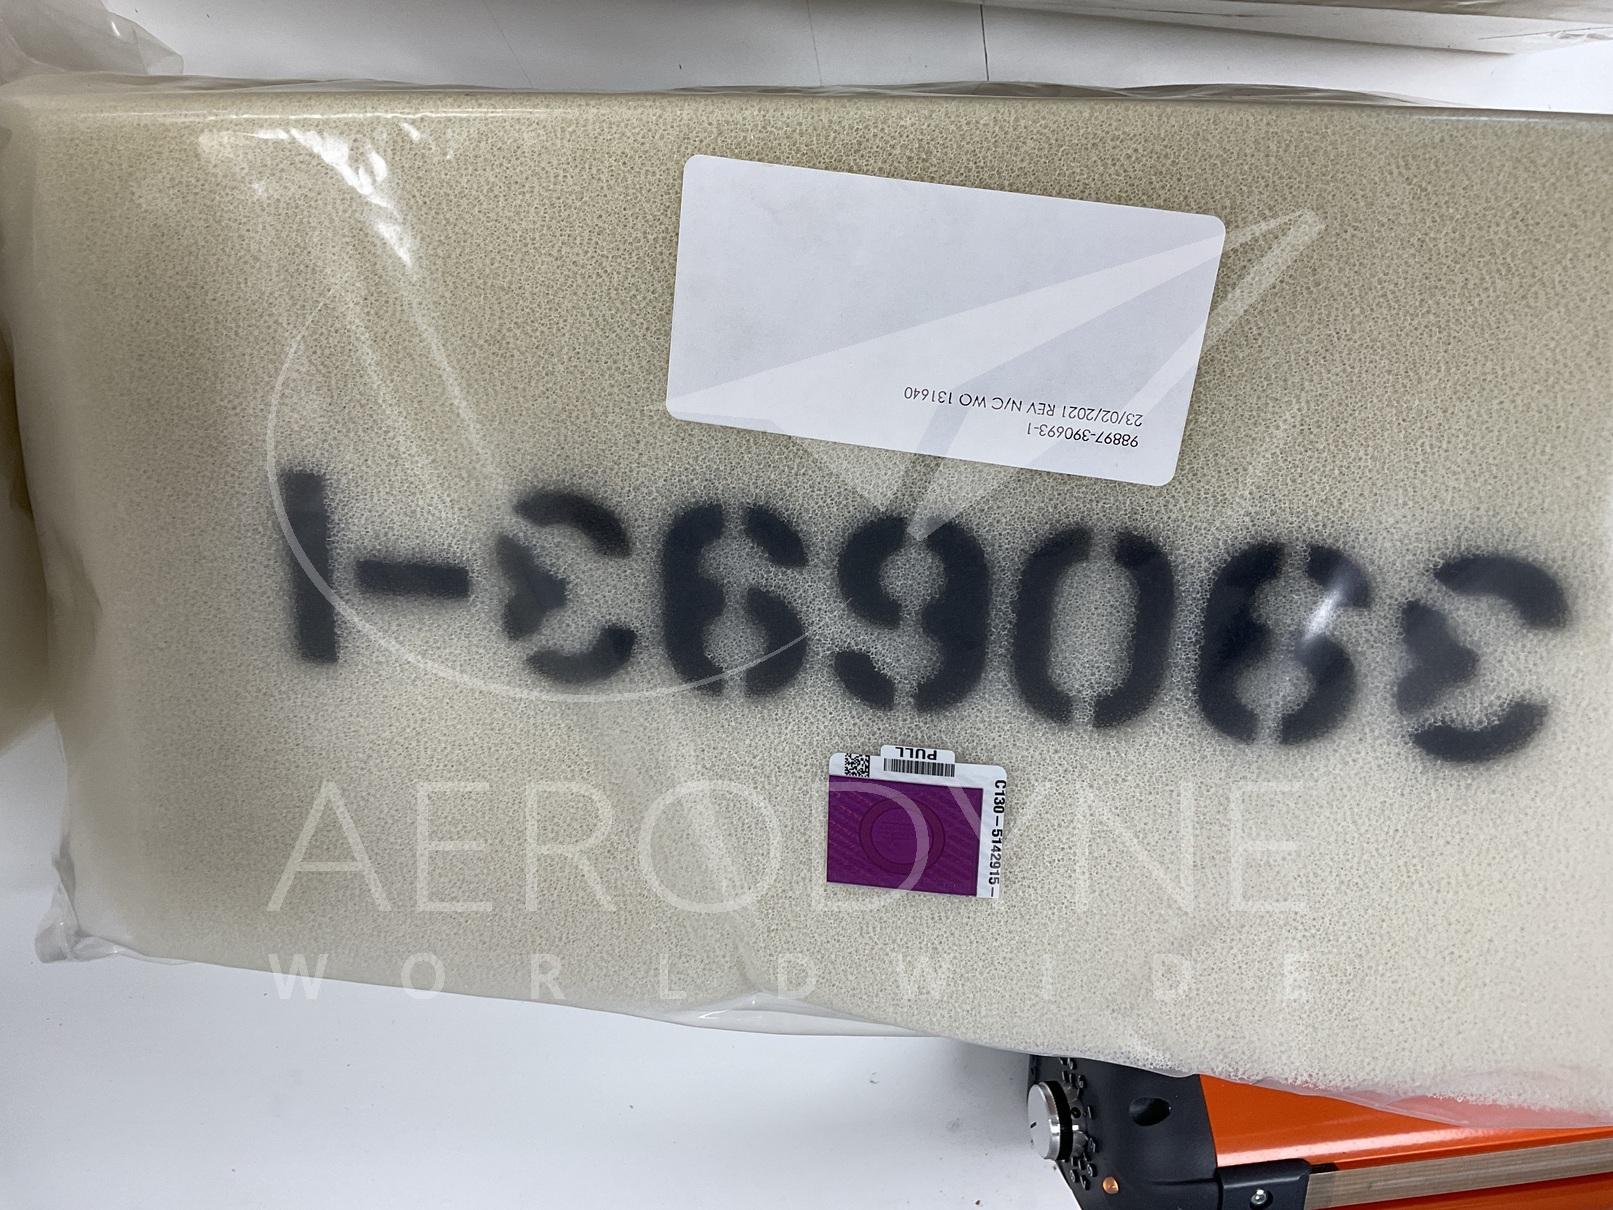 98897-390693-1
23/02/2021 REV N/C WO 131640
390693-1
PULL
C130 – 5142915 –
AERODYNE
WORLDWIDE